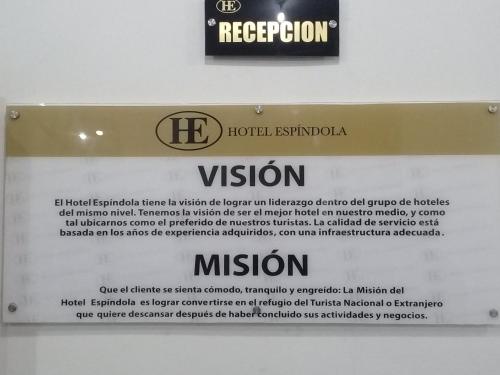 HE
RECEPCION
HE HOTEL ESPÍNDOLA
VISIÓN
El Hotel Espíndola tiene la visión de lograr un liderazgo dentro del grupo de hoteles
del mismo nivel. Tenemos la visión de ser el mejor hotel en nuestro medio, y como
tal ubicarnos como el preferido de nuestros turistas. La calidad de servicio está
basada en los años de experiencia adquiridos, con una infraestructura adecuada.
MISIÓN
Que el cliente se sienta cómodo, tranquilo y engreído: La Misión del
Hotel Espíndola es lograr convertirse en el refugio del Turista Nacional o Extranjero
que quiere descansar después de haber concluido sus actividades y negocios.